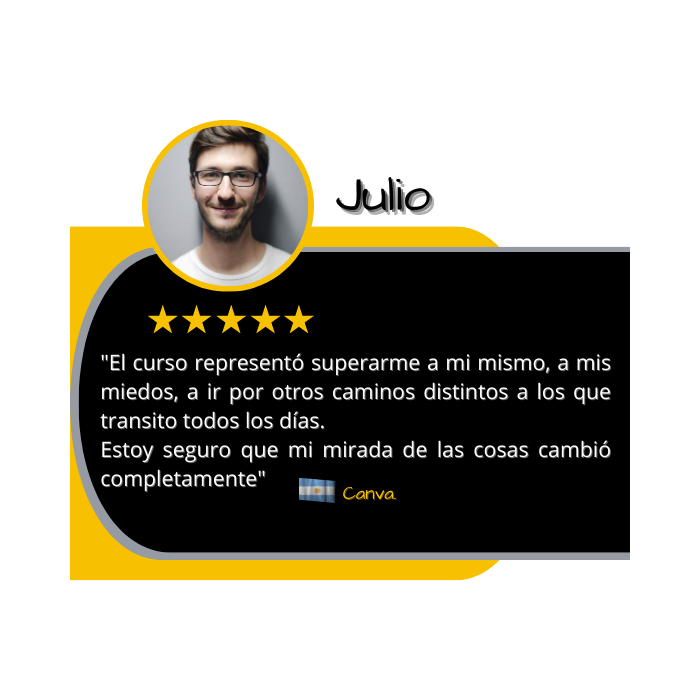 Julio
"El curso representó superarme a mi mismo, a mis
miedos, a ir por otros caminos distintos a los que
transito todos los días.
Estoy seguro que mi mirada de las cosas cambió
completamente"
Canva.